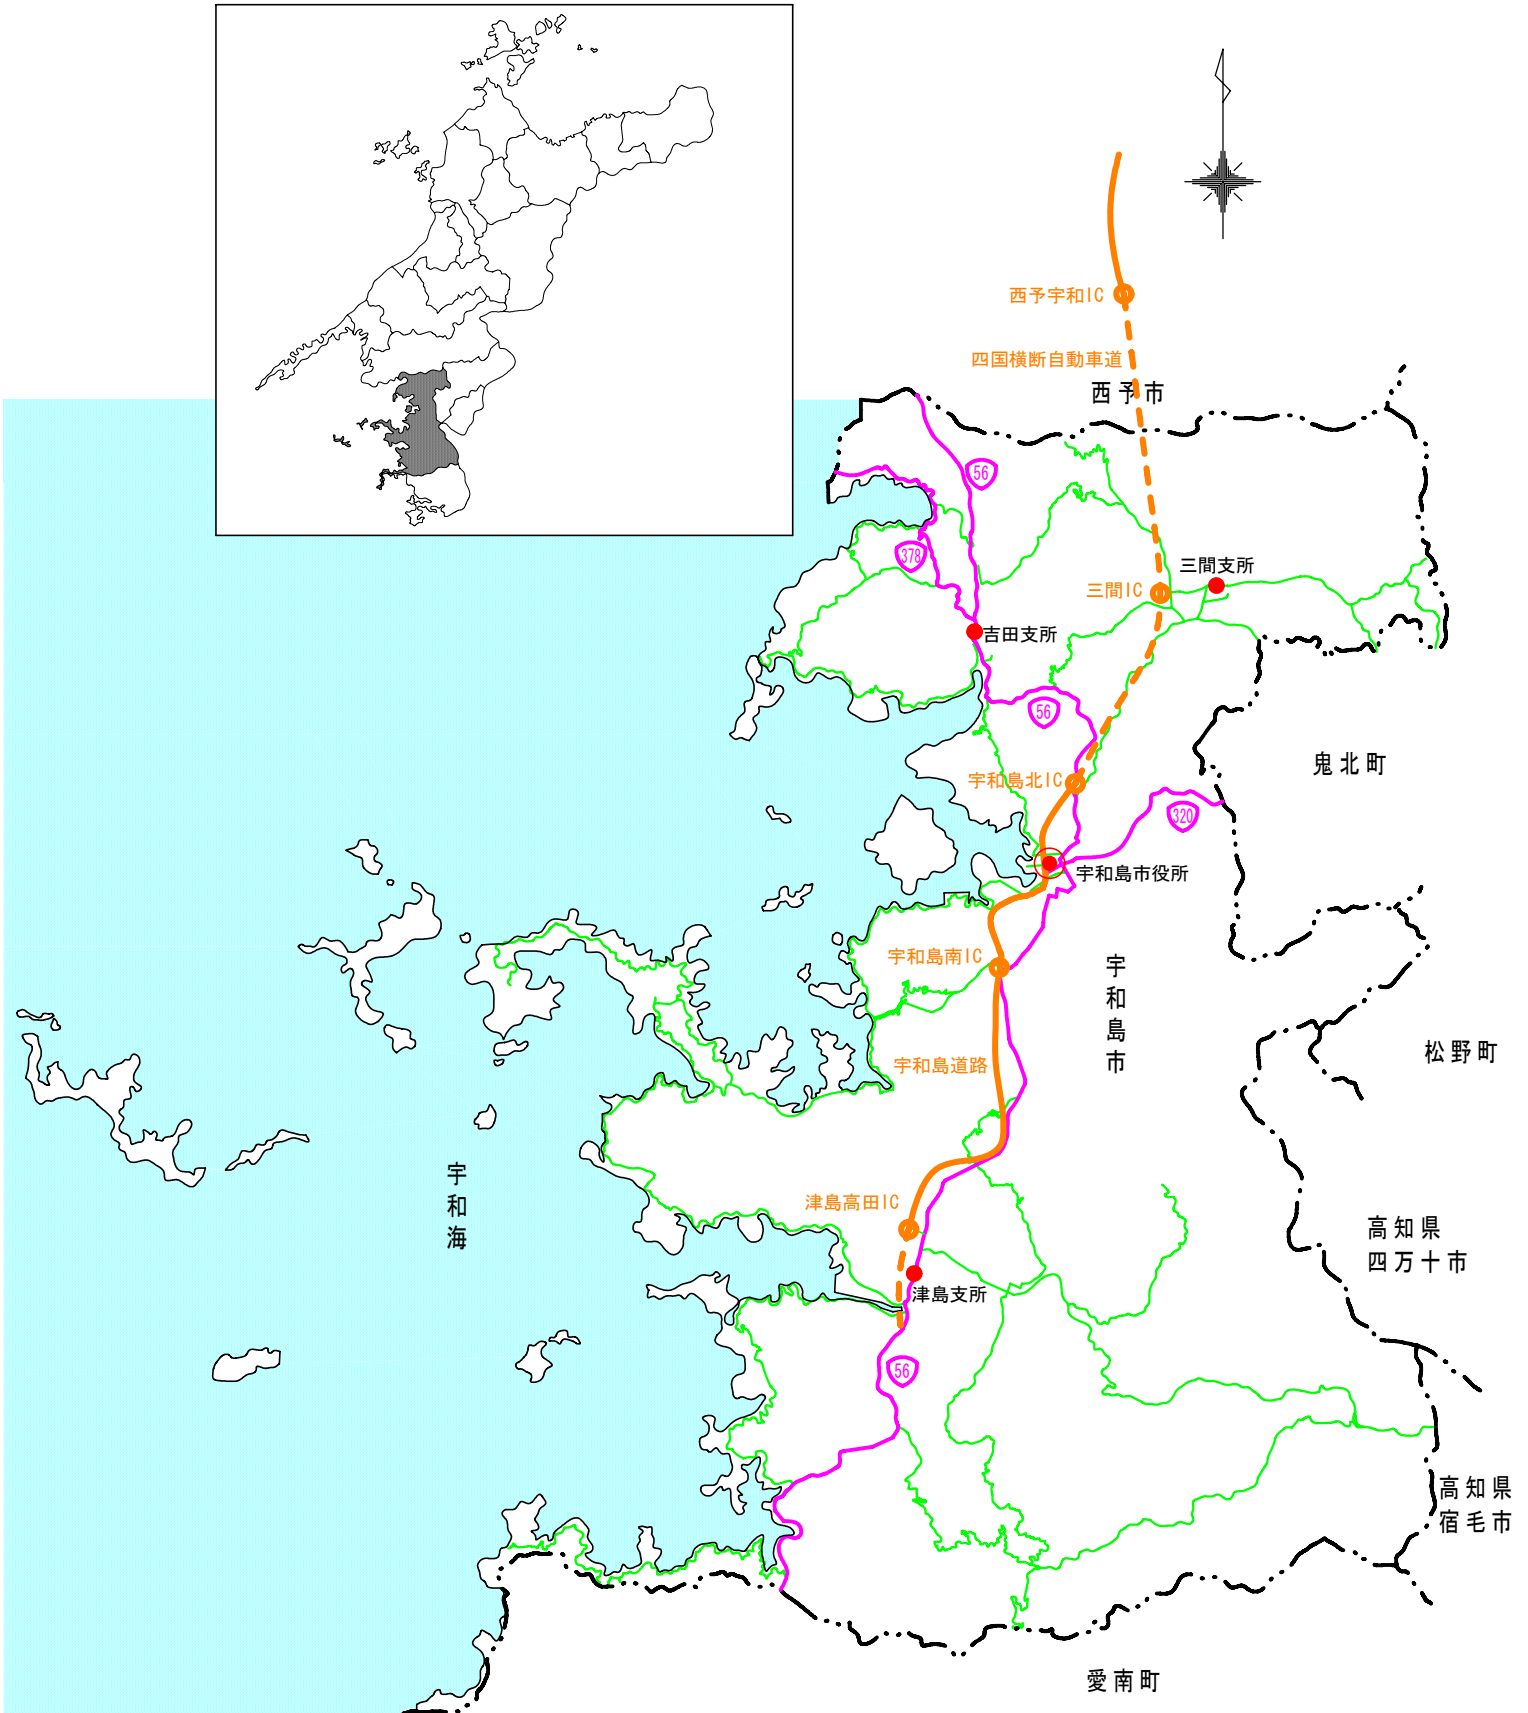 西予宇和IC
四国横断自動車道
西予市
56
378
三間支所
三間IC
吉田支所
56
鬼北町
宇和島北IC
320
宇和島市役所
宇和島南IC
宇和島市
松野町
宇和島道路
宇和海
津島高田IC
高知県
四万十市
津島支所
56
高知県
宿毛市
愛南町